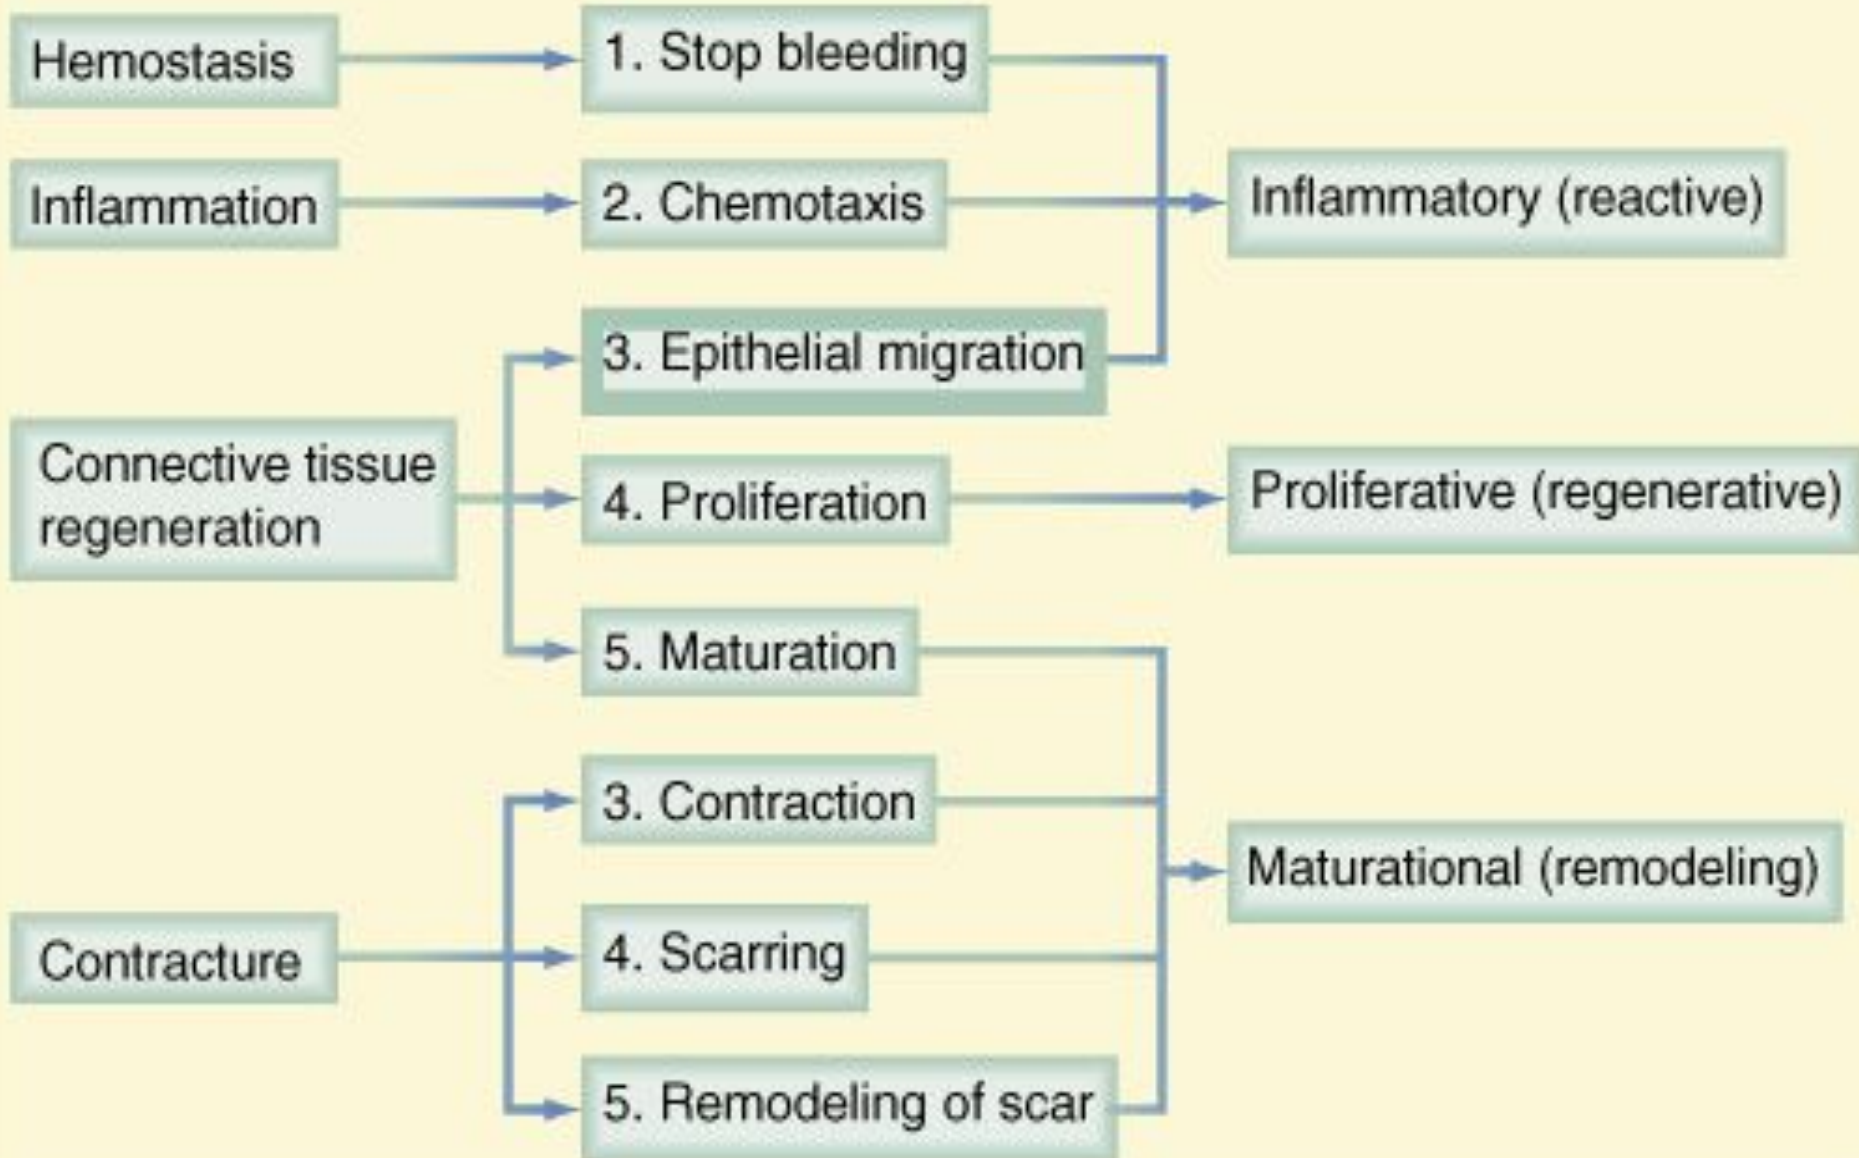 Hemostasis
1. Stop bleeding
Inflammation
2. Chemotaxis
Inflammatory (reactive)
3. Epithelial migration
Connective tissue
regeneration
4. Proliferation
Proliferative (regenerative)
5. Maturation
3. Contraction
Maturational (remodeling)
Contracture
4. Scarring
5. Remodeling of scar